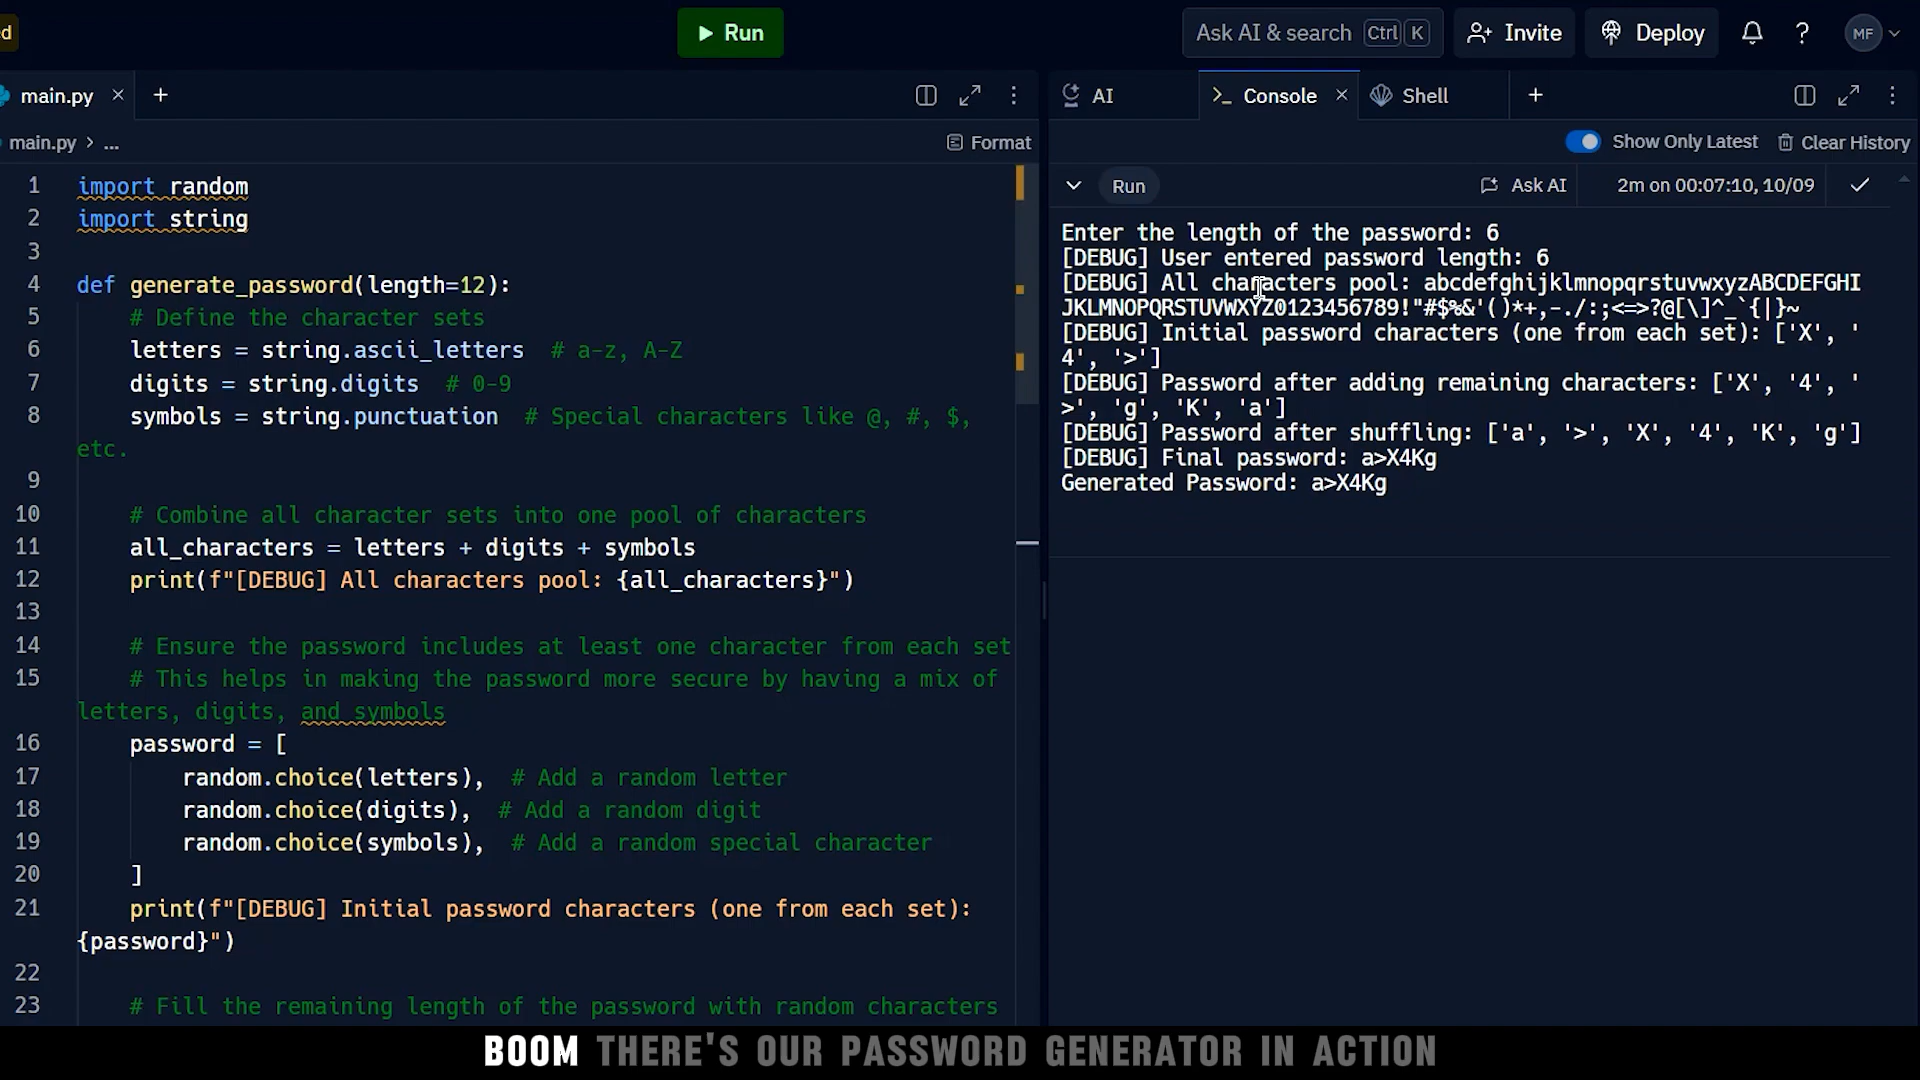 d
Run
Ask AI & search Ctrl K
Invite
Deploy
?
MF
main.py × +
main.py > ...
Format
1 import random
2 import string
3
4 def generate_password(length=12):
5 # Define the character sets
6 letters = string.ascii_letters # a-z, A-Z
7 digits = string.digits # 0-9
8 symbols = string.punctuation # Special characters like @, #, $,
etc.
9
10 # Combine all character sets into one pool of characters
11 all_characters = letters + digits + symbols
12 print(f"[DEBUG] All characters pool: {all_characters}")
13
14 # Ensure the password includes at least one character from each set
15 # This helps in making the password more secure by having a mix of
letters, digits, and symbols
16 password = [
17 random.choice(letters), # Add a random letter
18 random.choice(digits), # Add a random digit
19 random.choice(symbols), # Add a random special character
20 ]
21 print(f"[DEBUG] Initial password characters (one from each set):
{password}")
22
23 # Fill the remaining length of the password with random characters
AI
Console ×
Shell
+
Show Only Latest
Clear History
Run
Ask AI
2m on 00:07:10, 10/09
Enter the length of the password: 6
[DEBUG] User entered password length: 6
[DEBUG] All characters pool: abcdefghijklmnopqrstuvwxyzABCDEFGHI
JKLMNOPQRSTUVWXYZ0123456789!"#$%&'()*+,-./:;<=>?@[\]^_`{|}~
[DEBUG] Initial password characters (one from each set): ['X', '
4', '>']
[DEBUG] Password after adding remaining characters: ['X', '4', '
>', 'g', 'K', 'a']
[DEBUG] Password after shuffling: ['a', '>', 'X', '4', 'K', 'g']
[DEBUG] Final password: a>X4Kg
Generated Password: a>X4Kg
BOOM THERE'S OUR PASSWORD GENERATOR IN ACTION